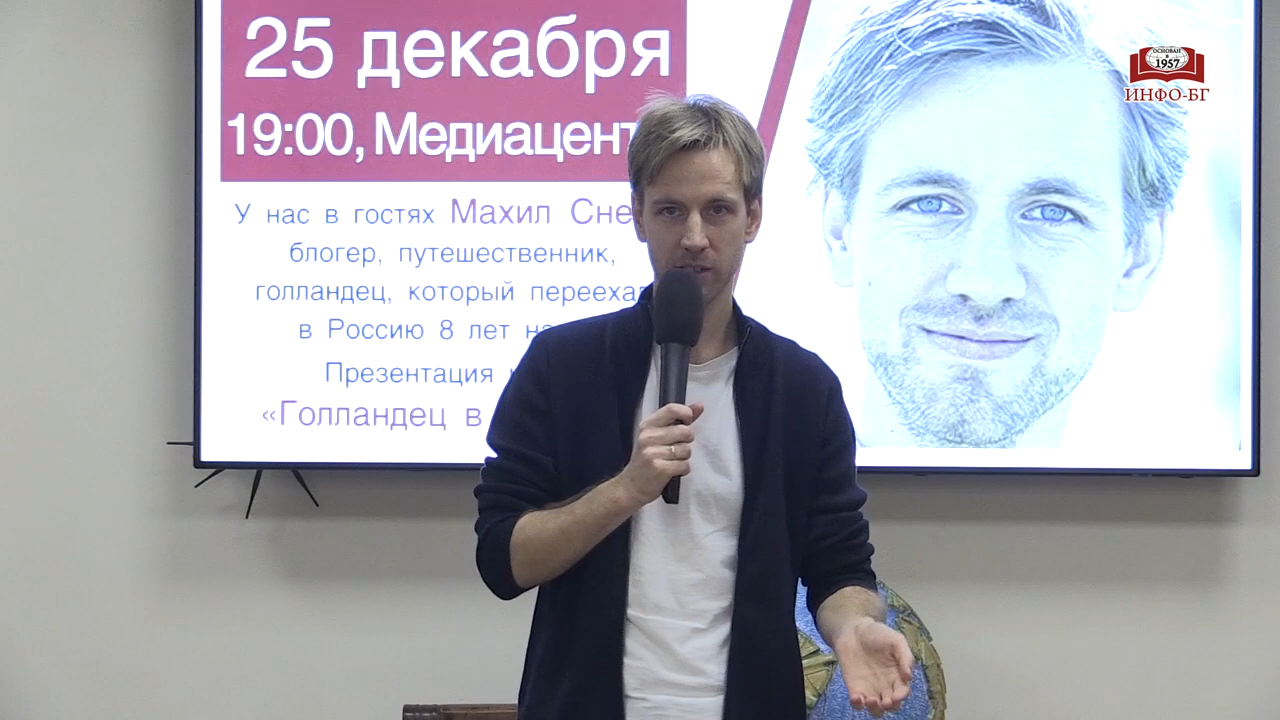 25 декабря
19:00, Медиацент
У нас в гостях Махил Сне
блогер, путешественник,
голландец, который переехал
в Россию 8 лет на
Презентация
«Голландец в
ОСНОВАН
В
1957
ИНФО-БГ